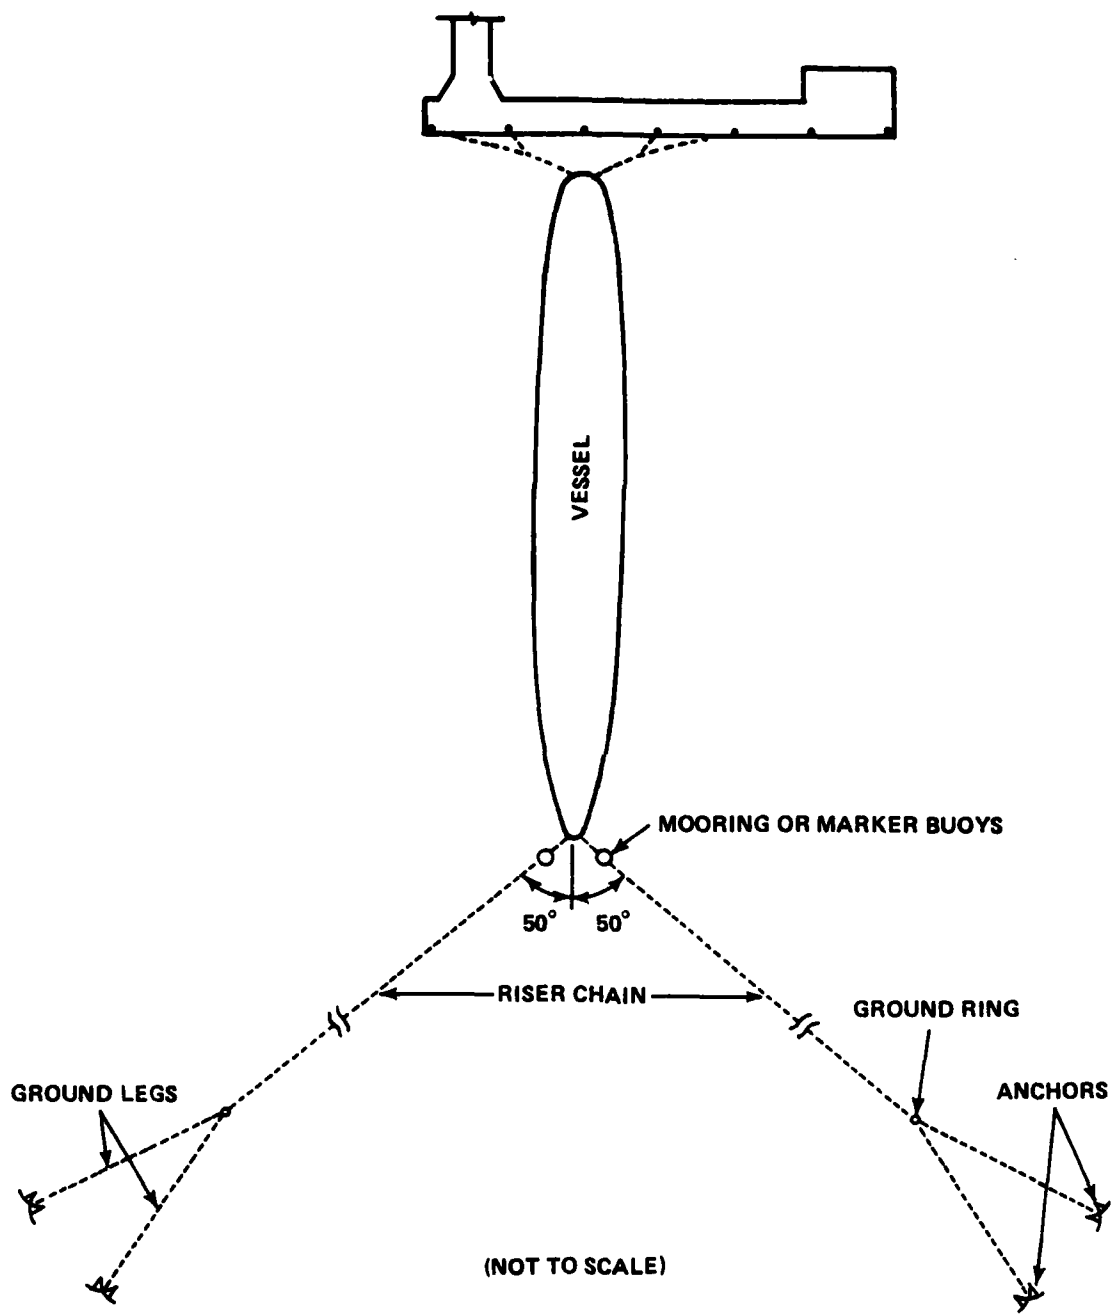 VESSEL
MOORING OR MARKER BUOYS
50° 50°
RISER CHAIN
GROUND RING
GROUND LEGS
ANCHORS
(NOT TO SCALE)